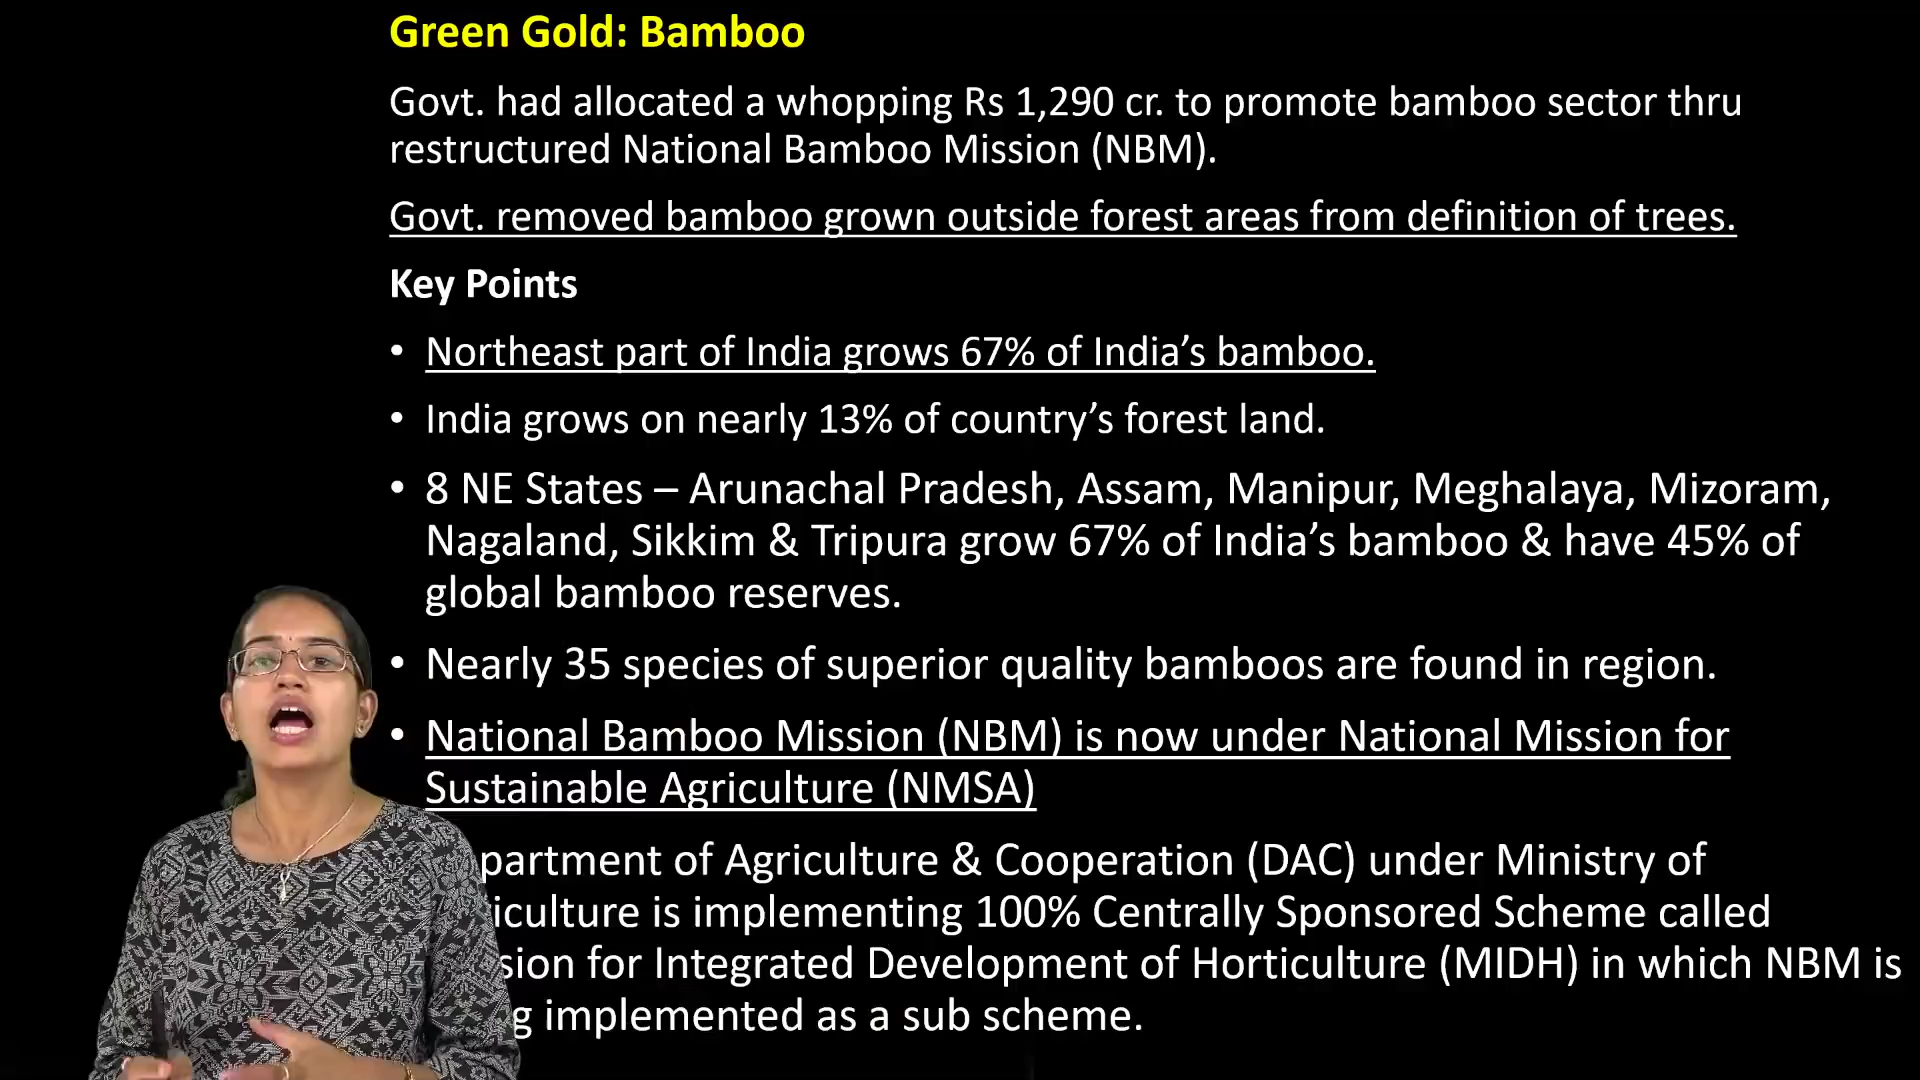 Green Gold: Bamboo
Govt. had allocated a whopping Rs 1,290 cr. to promote bamboo sector thru
restructured National Bamboo Mission (NBM).
Govt. removed bamboo grown outside forest areas from definition of trees.
Key Points
• Northeast part of India grows 67% of India’s bamboo.
• India grows on nearly 13% of country’s forest land.
• 8 NE States – Arunachal Pradesh, Assam, Manipur, Meghalaya, Mizoram,
Nagaland, Sikkim & Tripura grow 67% of India’s bamboo & have 45% of
global bamboo reserves.
• Nearly 35 species of superior quality bamboos are found in region.
• National Bamboo Mission (NBM) is now under National Mission for
Sustainable Agriculture (NMSA)
of Agriculture & Cooperation (DAC) under Ministry of
is implementing 100% Centrally Sponsored Scheme called
for Integrated Development of Horticulture (MIDH) in which NBM is
implemented as a sub scheme.